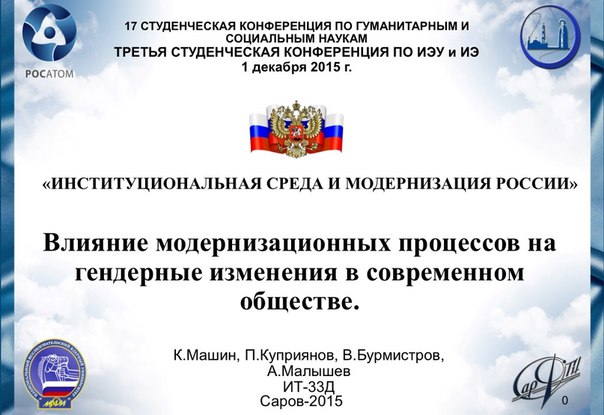 17 СТУДЕНЧЕСКАЯ КОНФЕРЕНЦИЯ ПО ГУМАНИТАРНЫМ И
СОЦИАЛЬНЫМ НАУКАМ
ТРЕТЬЯ СТУДЕНЧЕСКАЯ КОНФЕРЕНЦИЯ ПО ИЭУ и ИЭ
1 декабря 2015 г.
РОСАТОМ
«ИНСТИТУЦИОНАЛЬНАЯ СРЕДА И МОДЕРНИЗАЦИЯ РОССИИ»
Влияние модернизационных процессов на
гендерные изменения в современном
обществе.
К.Машин, П.Куприянов, В.Бурмистров,
А.Малышев
ИТ-33Д
Саров-2015
МИФИ
СарФТИ
0